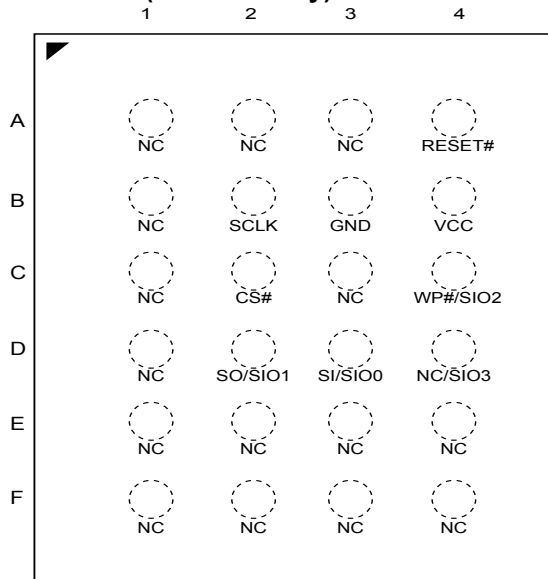 1 2 3 4
A
NC NC NC RESET#
B
NC SCLK GND VCC
C
NC CS# NC WP#/SIO2
D
NC SO/SIO1 SI/SIO0 NC/SIO3
E
NC NC NC NC
F
NC NC NC NC